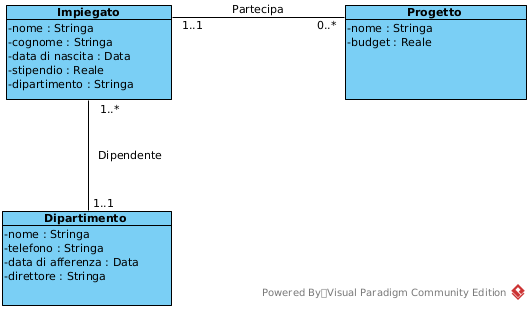 Impiegato
-nome : Stringa
-cognome : Stringa
-data di nascita : Data
-stipendio : Reale
-dipartimento : Stringa
Partecipa
1..1
0..*
Progetto
-nome : Stringa
-budget : Reale
1..*
Dipendente
1..1
Dipartimento
-nome : Stringa
-telefono : Stringa
-data di afferenza : Data
-direttore : Stringa
Powered By Visual Paradigm Community Edition